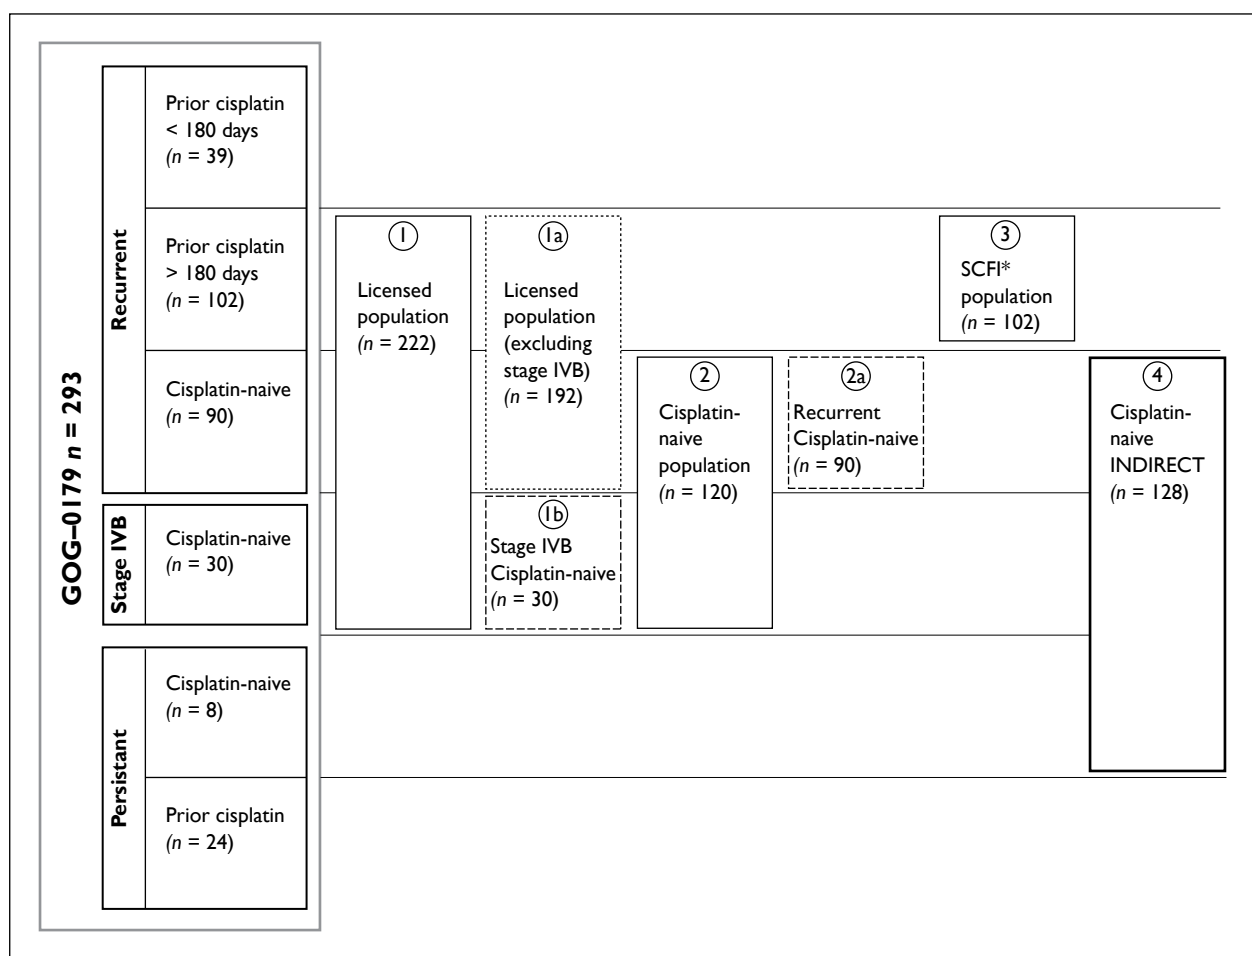 GOG–0179 n = 293
Recurrent
Prior cisplatin
< 180 days
(n = 39)
Prior cisplatin
> 180 days
(n = 102)
Cisplatin-naive
(n = 90)
Stage IVB
Cisplatin-naive
(n = 30)
Persistant
Cisplatin-naive
(n = 8)
Prior cisplatin
(n = 24)
1
Licensed
population
(n = 222)
1a
Licensed
population
(excluding
stage IVB)
(n = 192)
1b
Stage IVB
Cisplatin-naive
(n = 30)
2
Cisplatin-
naive
population
(n = 120)
2a
Recurrent
Cisplatin-naive
(n = 90)
3
SCFI*
population
(n = 102)
4
Cisplatin-
naive
INDIRECT
(n = 128)